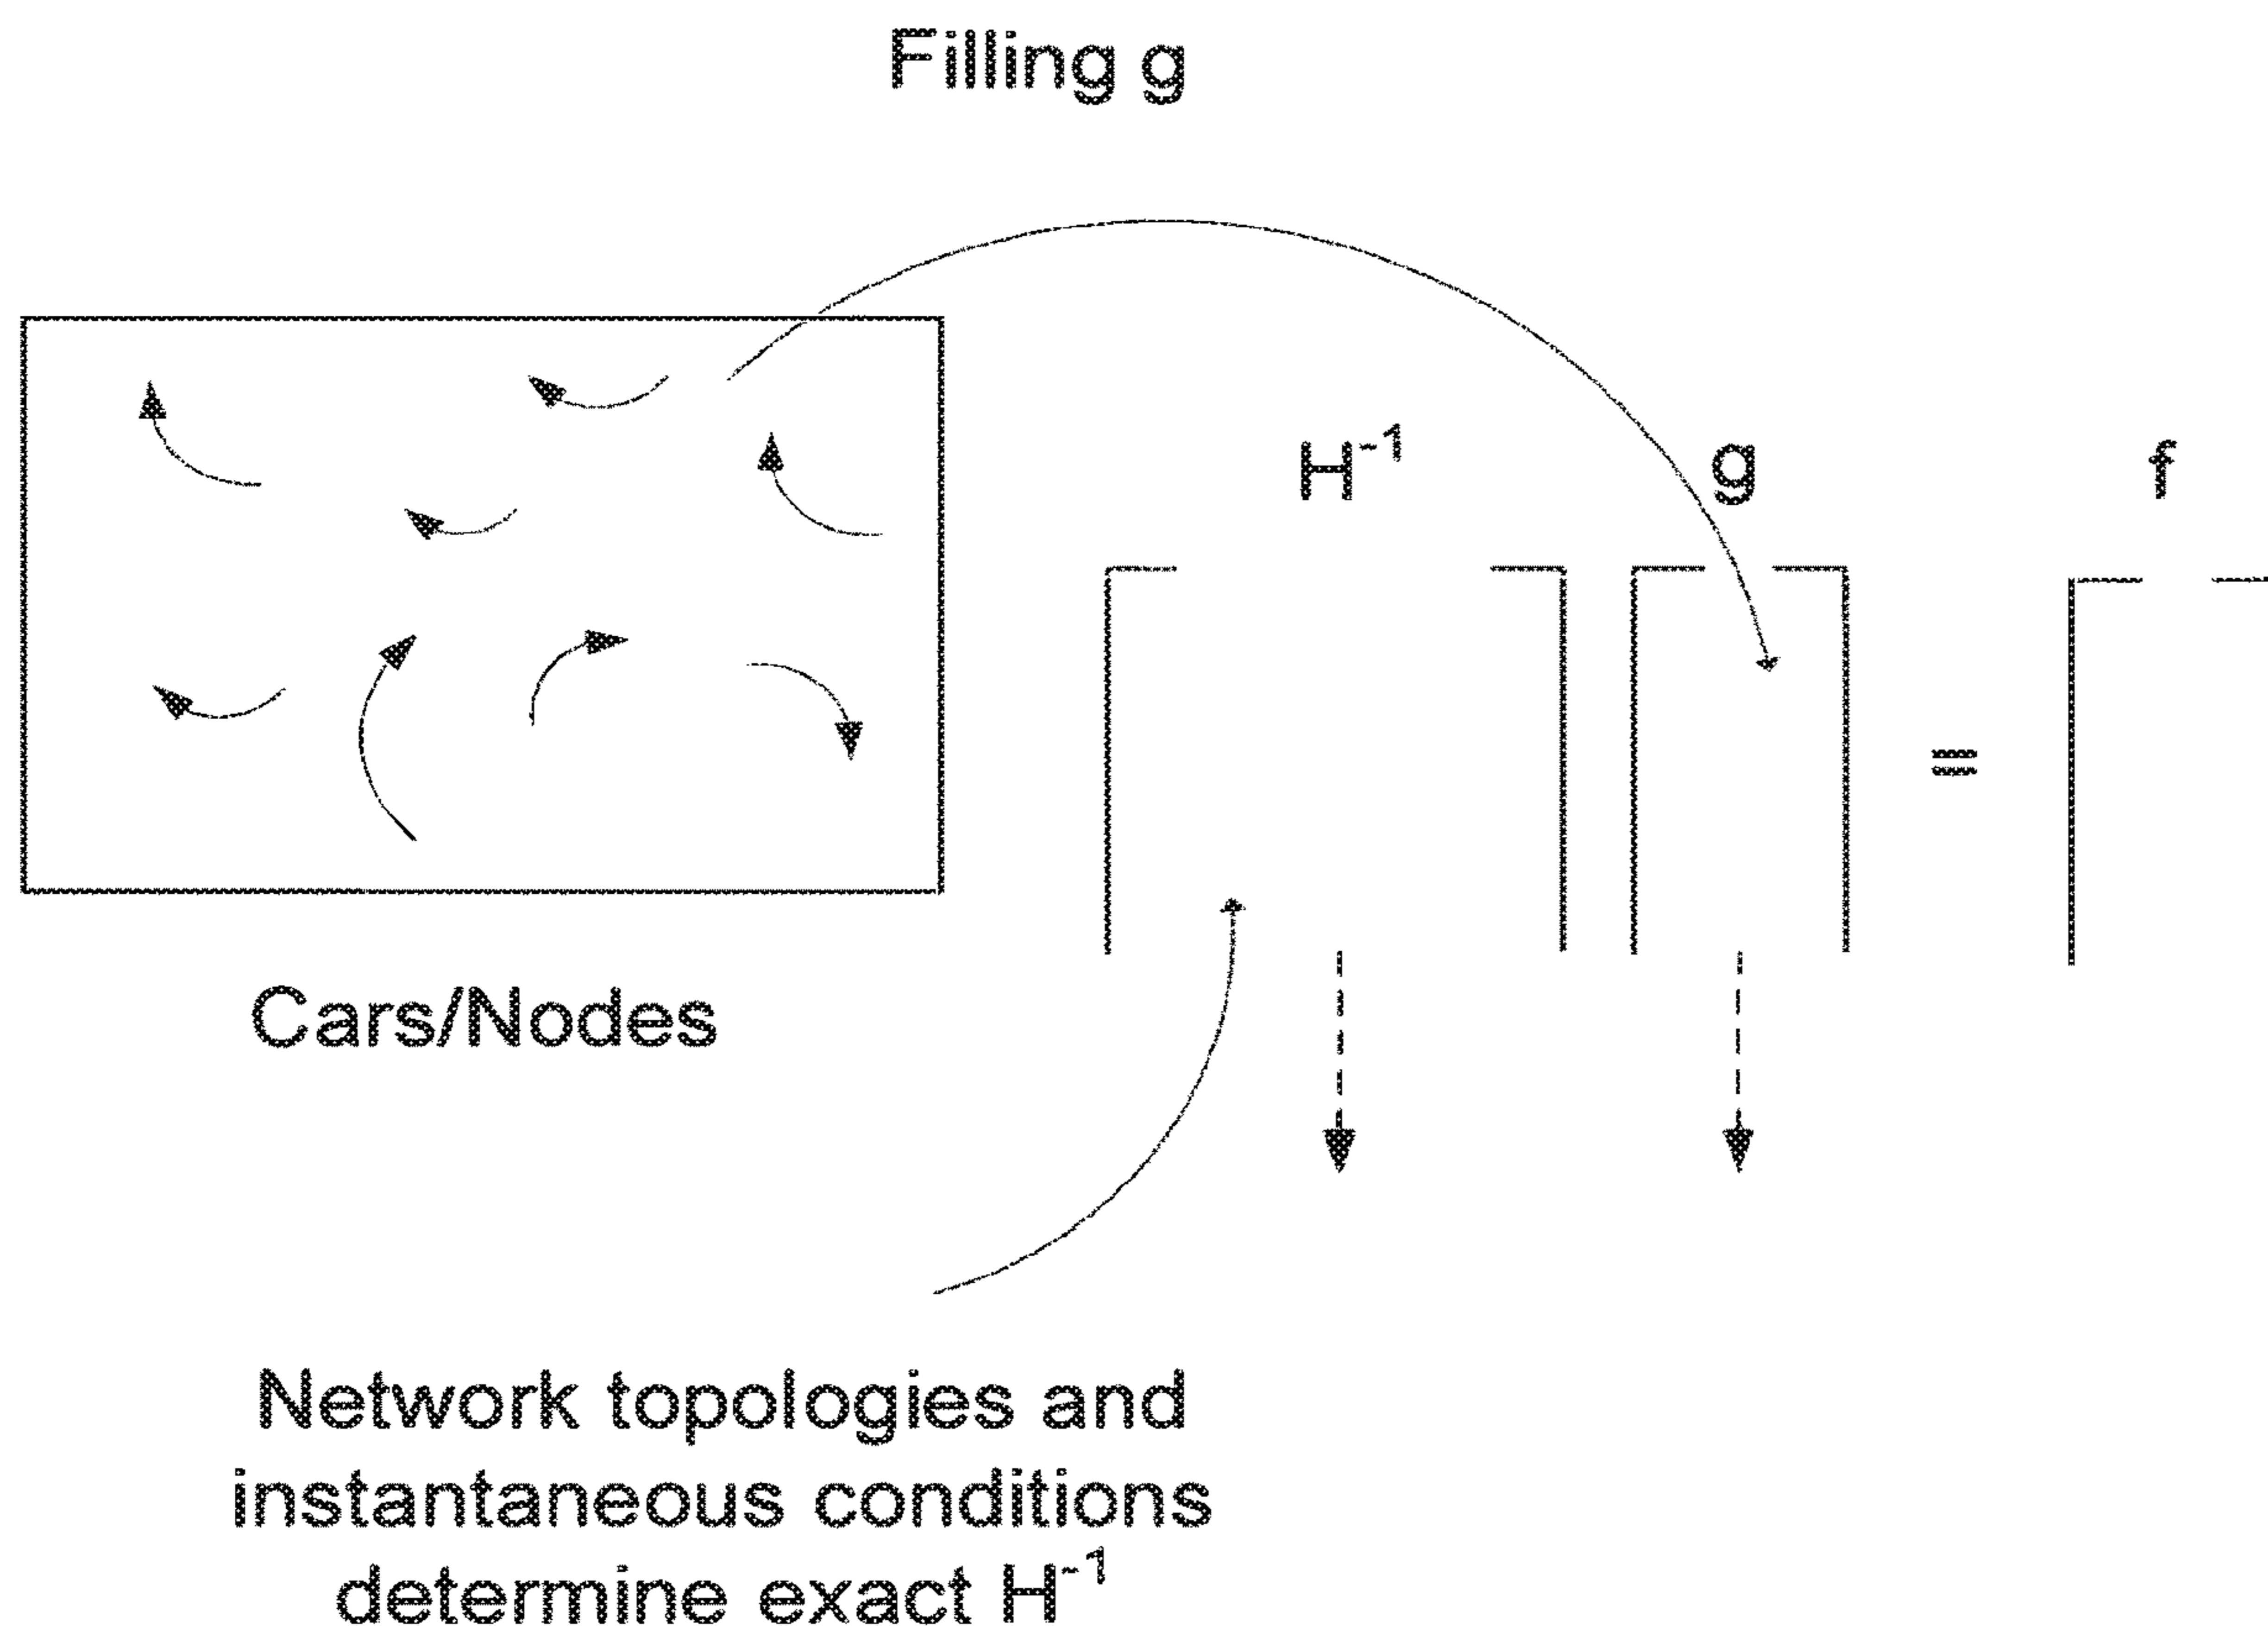 Filling g
H⁻¹ g f
=
Cars/Nodes
Network topologies and
instantaneous conditions
determine exact H⁻¹